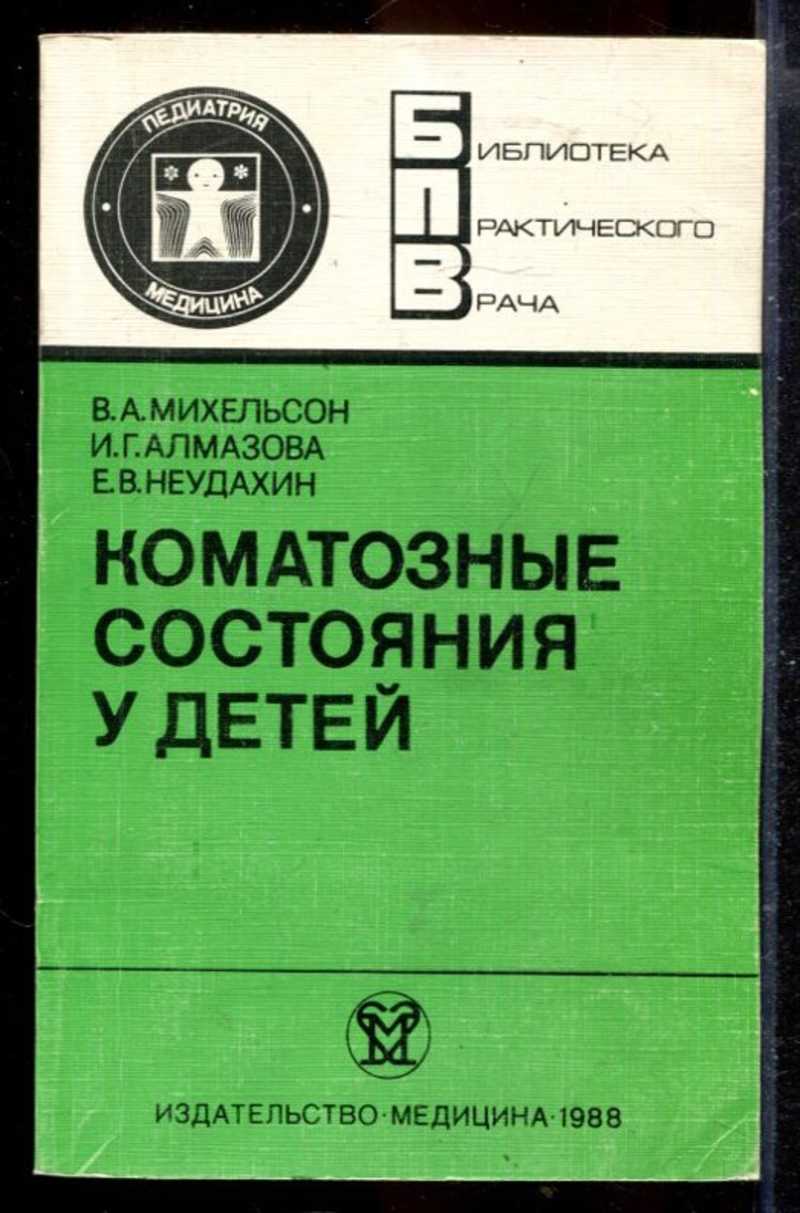 ПЕДИАТРИЯ
МЕДИЦИНА
БИБЛИОТЕКА
ПРАКТИЧЕСКОГО
ВРАЧА
В.А.МИХЕЛЬСОН
И.Г.АЛМАЗОВА
Е.В.НЕУДАХИН
КОМАТОЗНЫЕ
СОСТОЯНИЯ
У ДЕТЕЙ
ИЗДАТЕЛЬСТВО·МЕДИЦИНА·1988